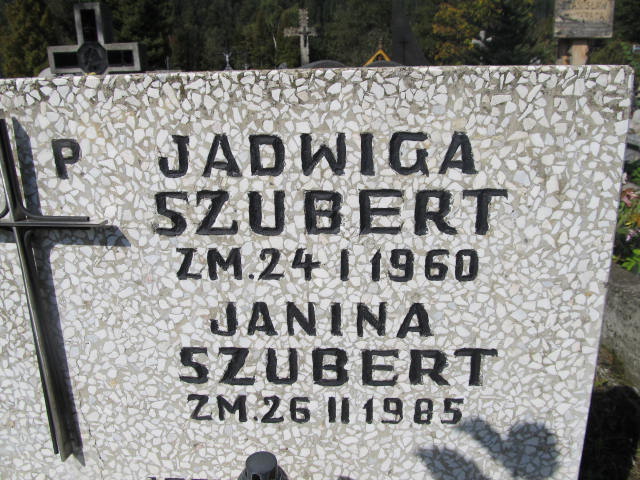 P
JADWIGA
SZUBERT
ZM. 24 I 1960
JANINA
SZUBERT
ZM. 26 II 1985